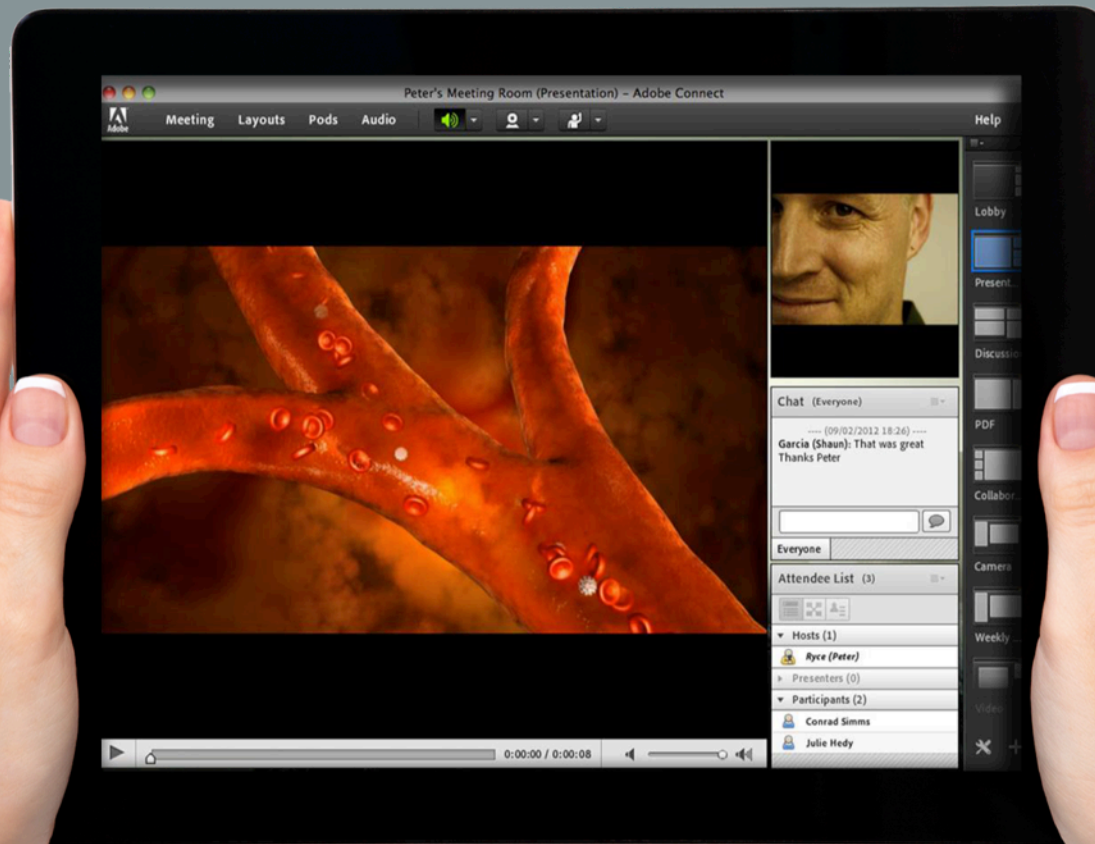 Peter's Meeting Room (Presentation) – Adobe Connect
Adobe
Meeting Layouts Pods Audio Help
Lobby
Present...
Discussio
PDF
Collabor...
Camera
Weekly ...
Video
Chat (Everyone)
---- (09/02/2012 18:26) ----
Garcia (Shaun): That was great
Thanks Peter
Everyone
Attendee List (3)
Hosts (1)
Ryce (Peter)
Presenters (0)
Participants (2)
Conrad Simms
Julie Hedy
0:00:00 / 0:00:08